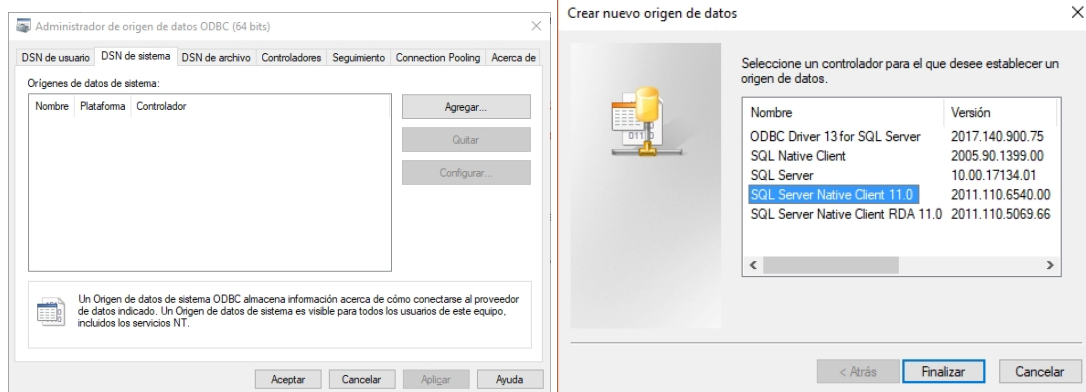 Administrador de origen de datos ODBC (64 bits)
DSN de usuario DSN de sistema DSN de archivo Controladores Seguimiento Connection Pooling Acerca de
Orígenes de datos de sistema:
Nombre Plataforma Controlador
Agregar...
Quitar
Configurar...
Un Origen de datos de sistema ODBC almacena información acerca de cómo conectarse al proveedor
de datos indicado. Un Origen de datos de sistema es visible para todos los usuarios de este equipo,
incluidos los servicios NT.
Aceptar Cancelar Aplicar Ayuda
Crear nuevo origen de datos
Seleccione un controlador para el que desee establecer un
origen de datos.
Nombre Versión
ODBC Driver 13 for SQL Server 2017.140.900.75
SQL Native Client 2005.90.1399.00
SQL Server 10.00.17134.01
SQL Server Native Client 11.0 2011.110.6540.00
SQL Server Native Client RDA 11.0 2011.110.5069.66
< Atrás Finalizar Cancelar